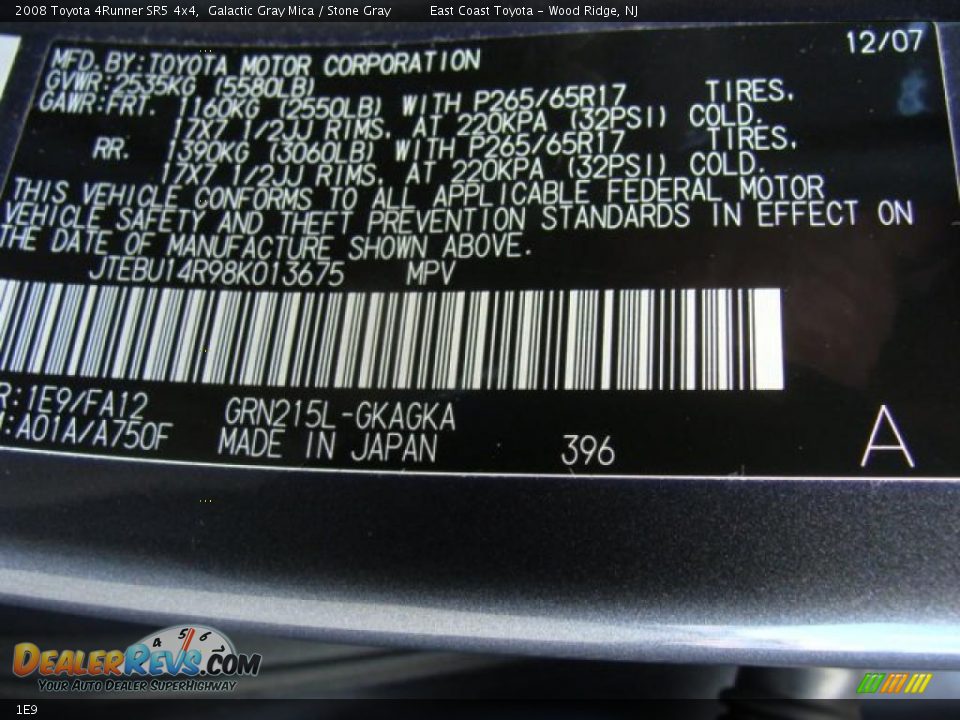 2008 Toyota 4Runner SR5 4x4, Galactic Gray Mica / Stone Gray East Coast Toyota - Wood Ridge, NJ
12/07
MFD. BY: TOYOTA MOTOR CORPORATION
GVWR: 2535KG (5580LB)
GAWR: FRT. 1160KG (2550LB) WITH P265/65R17 TIRES,
17X7 1/2JJ RIMS, AT 220KPA (32PSI) COLD.
RR. 1390KG (3060LB) WITH P265/65R17 TIRES,
17X7 1/2JJ RIMS, AT 220KPA (32PSI) COLD.
THIS VEHICLE CONFORMS TO ALL APPLICABLE FEDERAL MOTOR
VEHICLE SAFETY AND THEFT PREVENTION STANDARDS IN EFFECT ON
THE DATE OF MANUFACTURE SHOWN ABOVE.
JTEBU14R98K013675 MPV
R: 1E9/FA12 GRN215L-GKAGKA
: A01A/A750F MADE IN JAPAN 396 A
4 5 6
DEALERREVS.COM
YOUR AUTO DEALER SUPERHIGHWAY
1E9